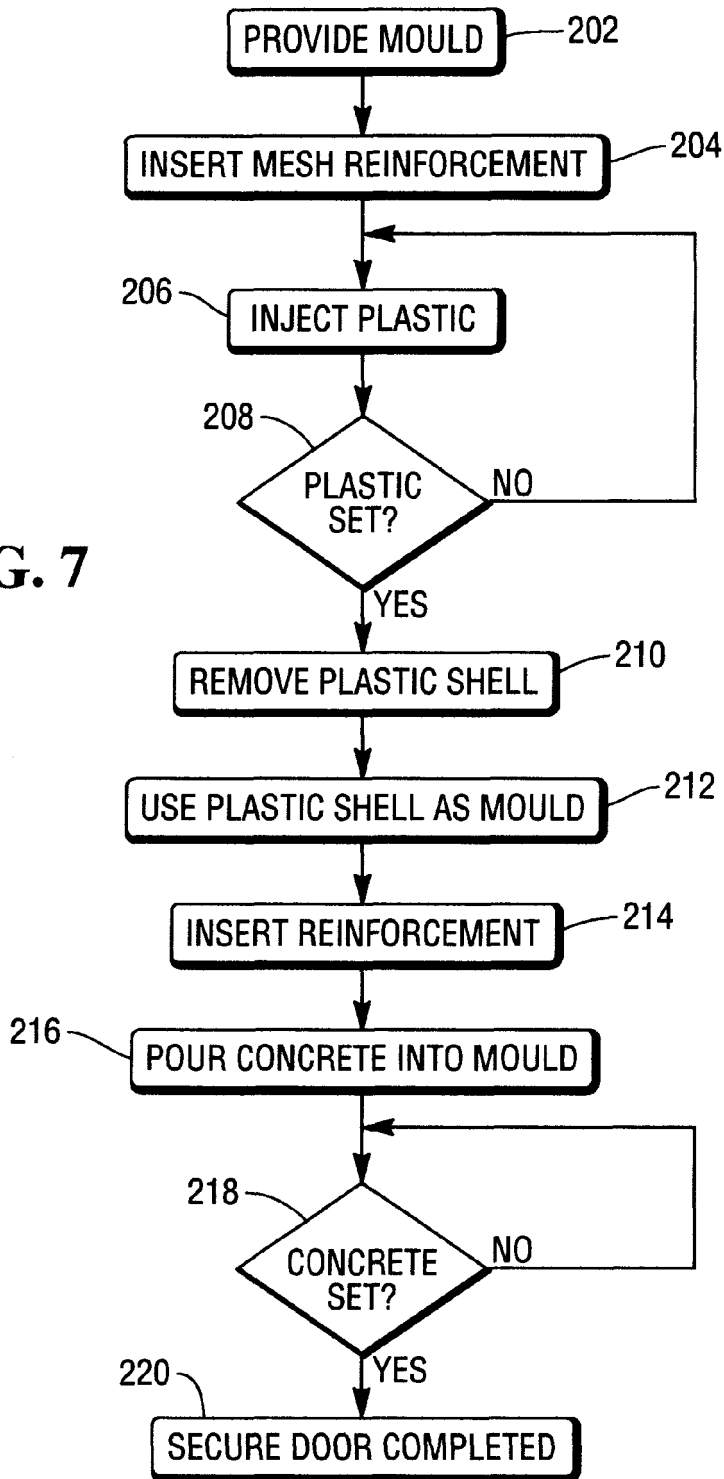 PROVIDE MOULD
202
INSERT MESH REINFORCEMENT
204
206
INJECT PLASTIC
208
PLASTIC
SET?
NO
G. 7
YES
REMOVE PLASTIC SHELL
210
USE PLASTIC SHELL AS MOULD
212
INSERT REINFORCEMENT
214
216
POUR CONCRETE INTO MOULD
218
CONCRETE
SET?
NO
YES
220
SECURE DOOR COMPLETED